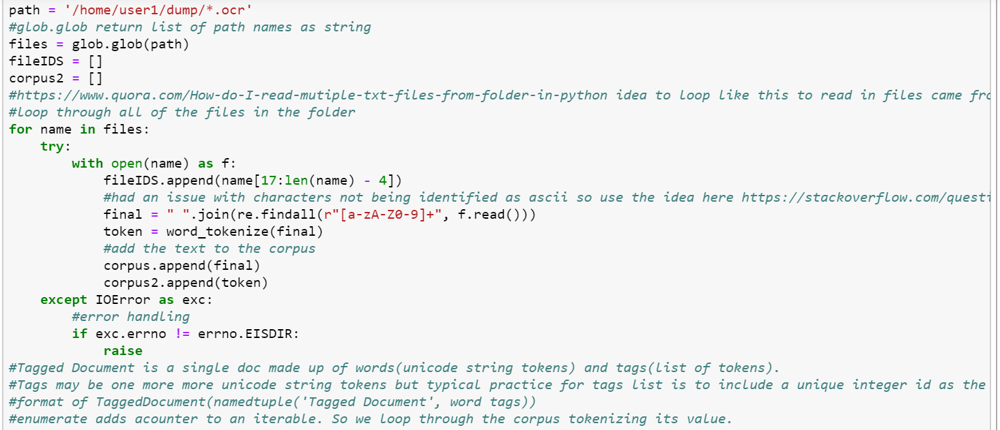 path = '/home/user1/dump/*.ocr'
#glob.glob return list of path names as string
files = glob.glob(path)
fileIDS = []
corpus2 = []
#https://www.quora.com/How-do-I-read-mutiple-txt-files-from-folder-in-python idea to loop like this to read in files came
#loop through all of the files in the folder
for name in files:
    try:
        with open(name) as f:
            fileIDS.append(name[17:len(name) - 4])
            #had an issue with characters not being identified as ascii so use the idea here https://stackoverflow.com/questi
            final = " ".join(re.findall(r"[a-zA-Z0-9]+", f.read()))
            token = word_tokenize(final)
            #add the text to the corpus
            corpus.append(final)
            corpus2.append(token)
    except IOError as exc:
        #error handling
        if exc.errno != errno.EISDIR:
            raise
#Tagged Document is a single doc made up of words(unicode string tokens) and tags(list of tokens).
#Tags may be one more more unicode string tokens but typical practice for tags list is to include a unique integer id as the
#format of TaggedDocument(namedtuple('Tagged Document', word tags))
#enumerate adds acounter to an iterable. So we loop through the corpus tokenizing its value.